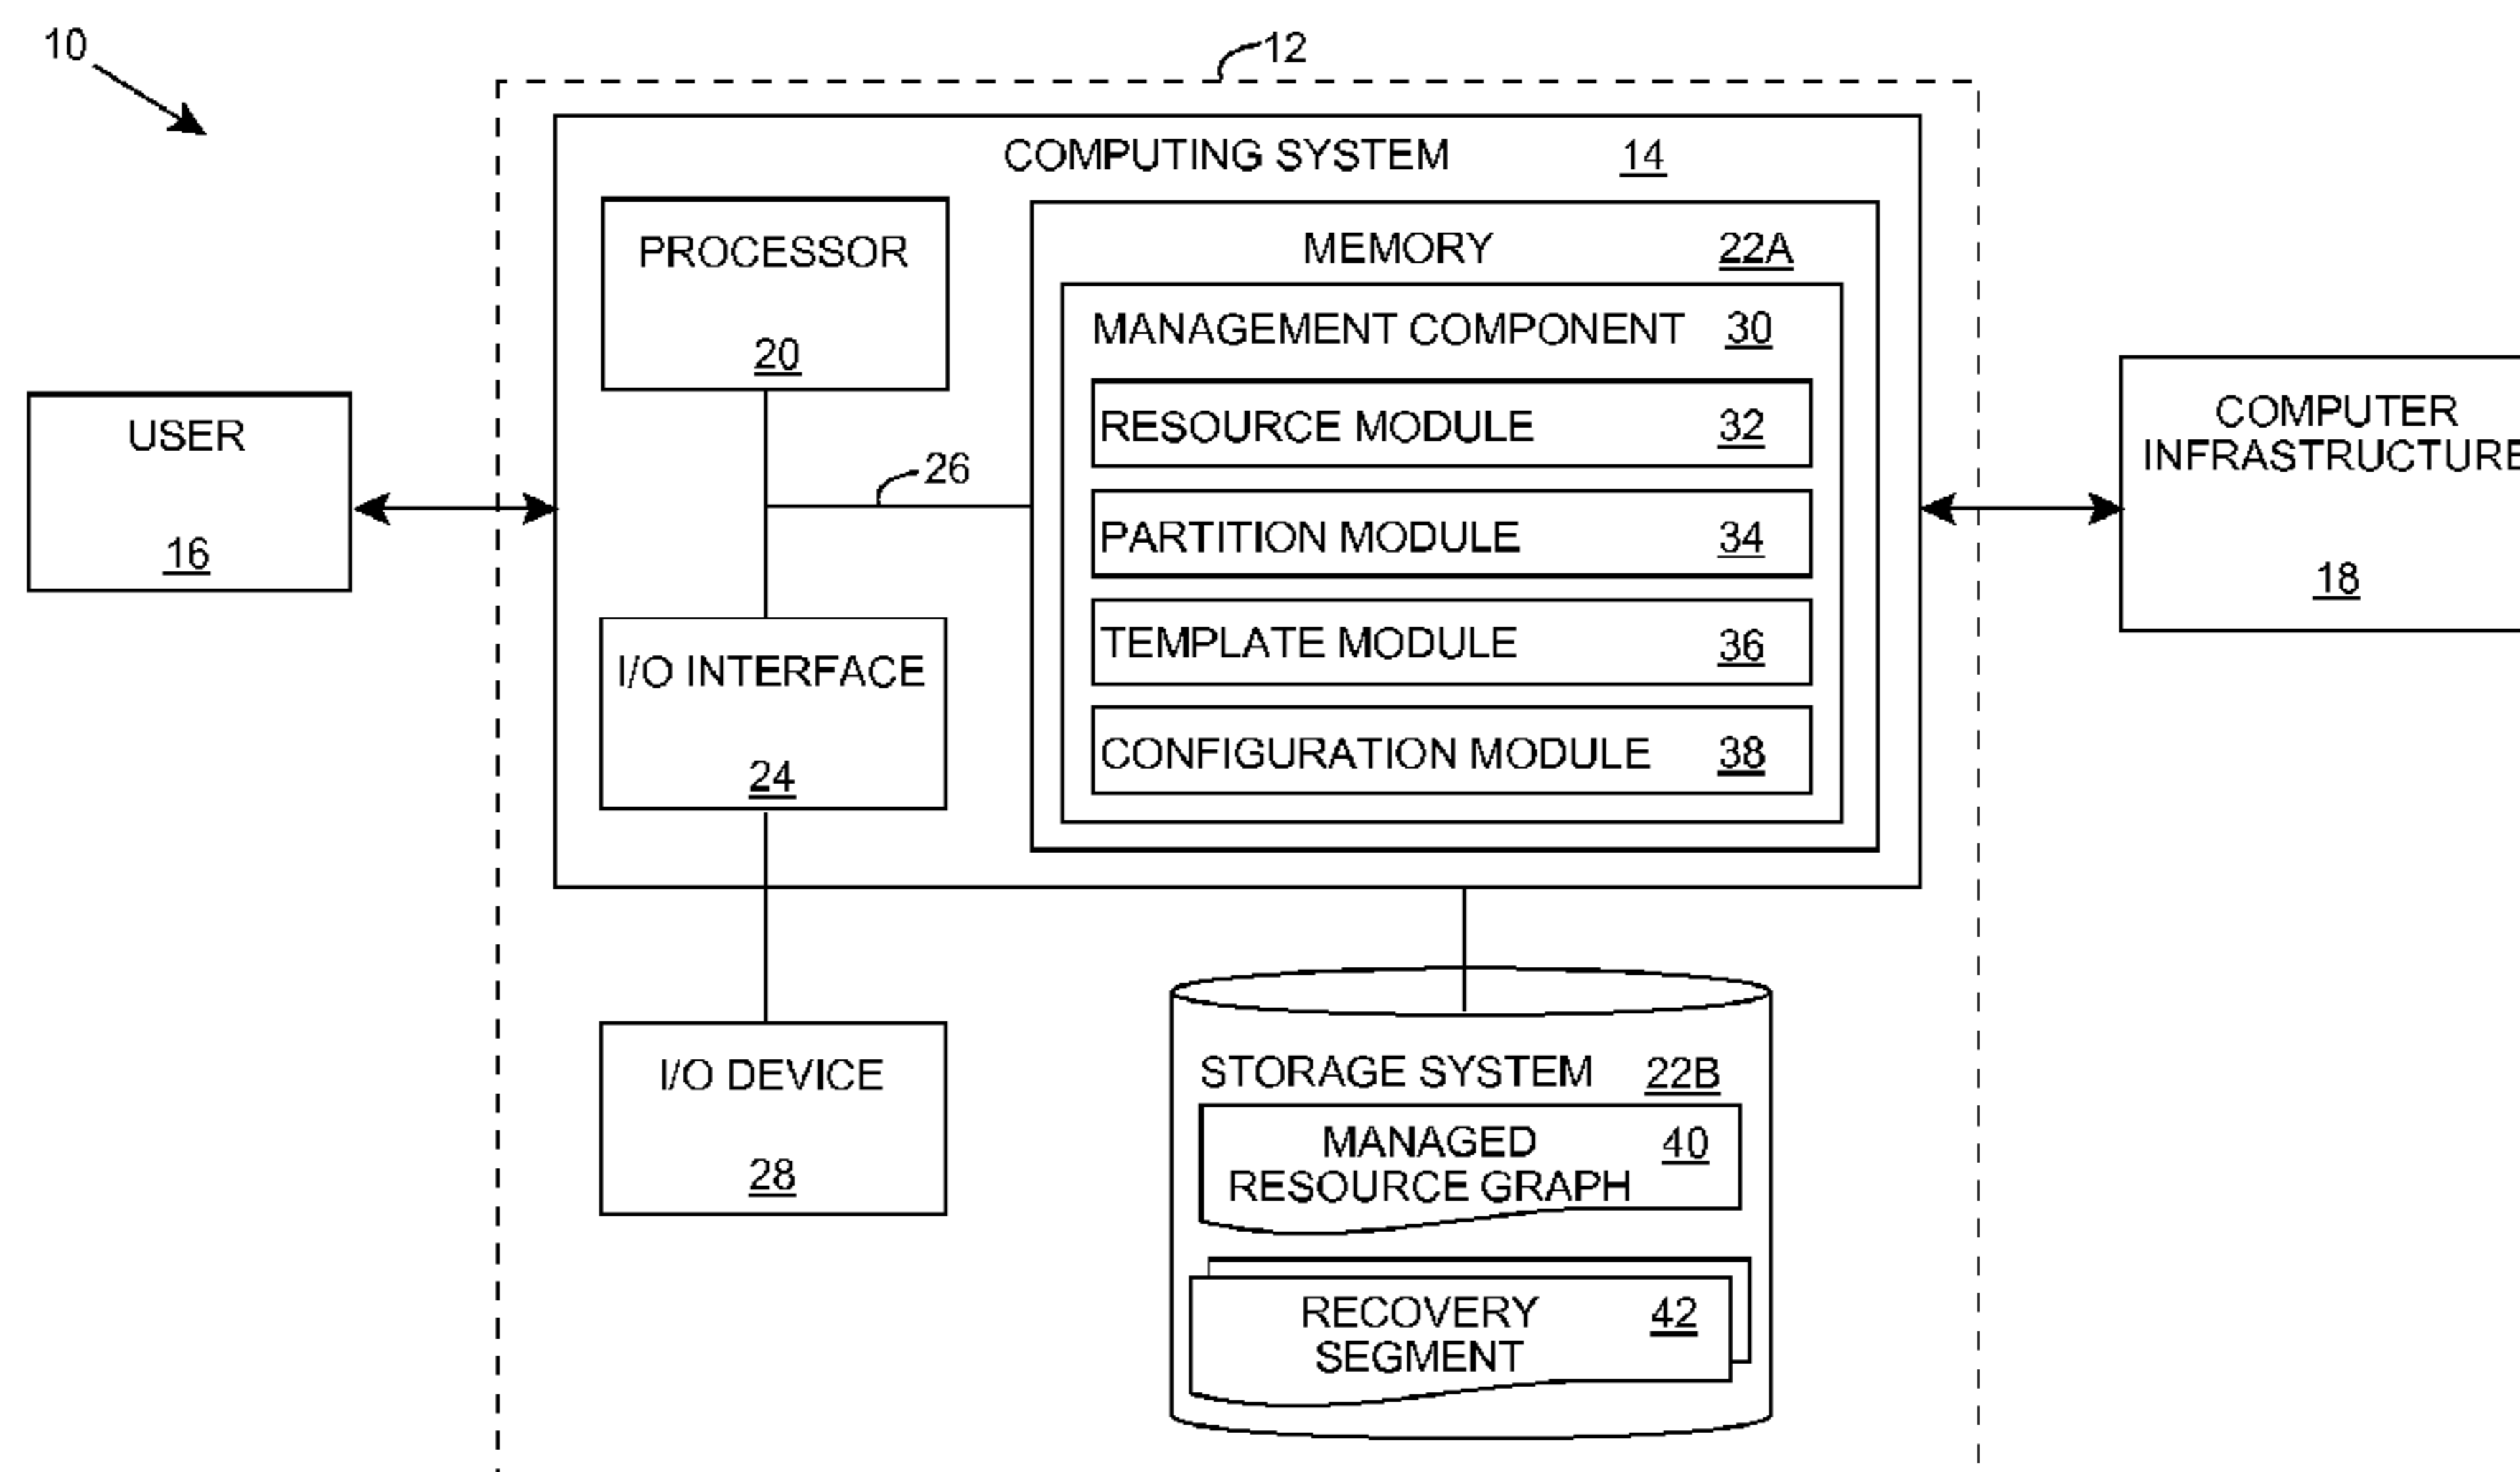 10
12
COMPUTING SYSTEM 14
PROCESSOR
20
MEMORY 22A
MANAGEMENT COMPONENT 30
RESOURCE MODULE 32
PARTITION MODULE 34
TEMPLATE MODULE 36
CONFIGURATION MODULE 38
26
I/O INTERFACE
24
USER
16
COMPUTER
INFRASTRUCTURE
18
I/O DEVICE
28
STORAGE SYSTEM 22B
MANAGED 40
RESOURCE GRAPH
RECOVERY 42
SEGMENT